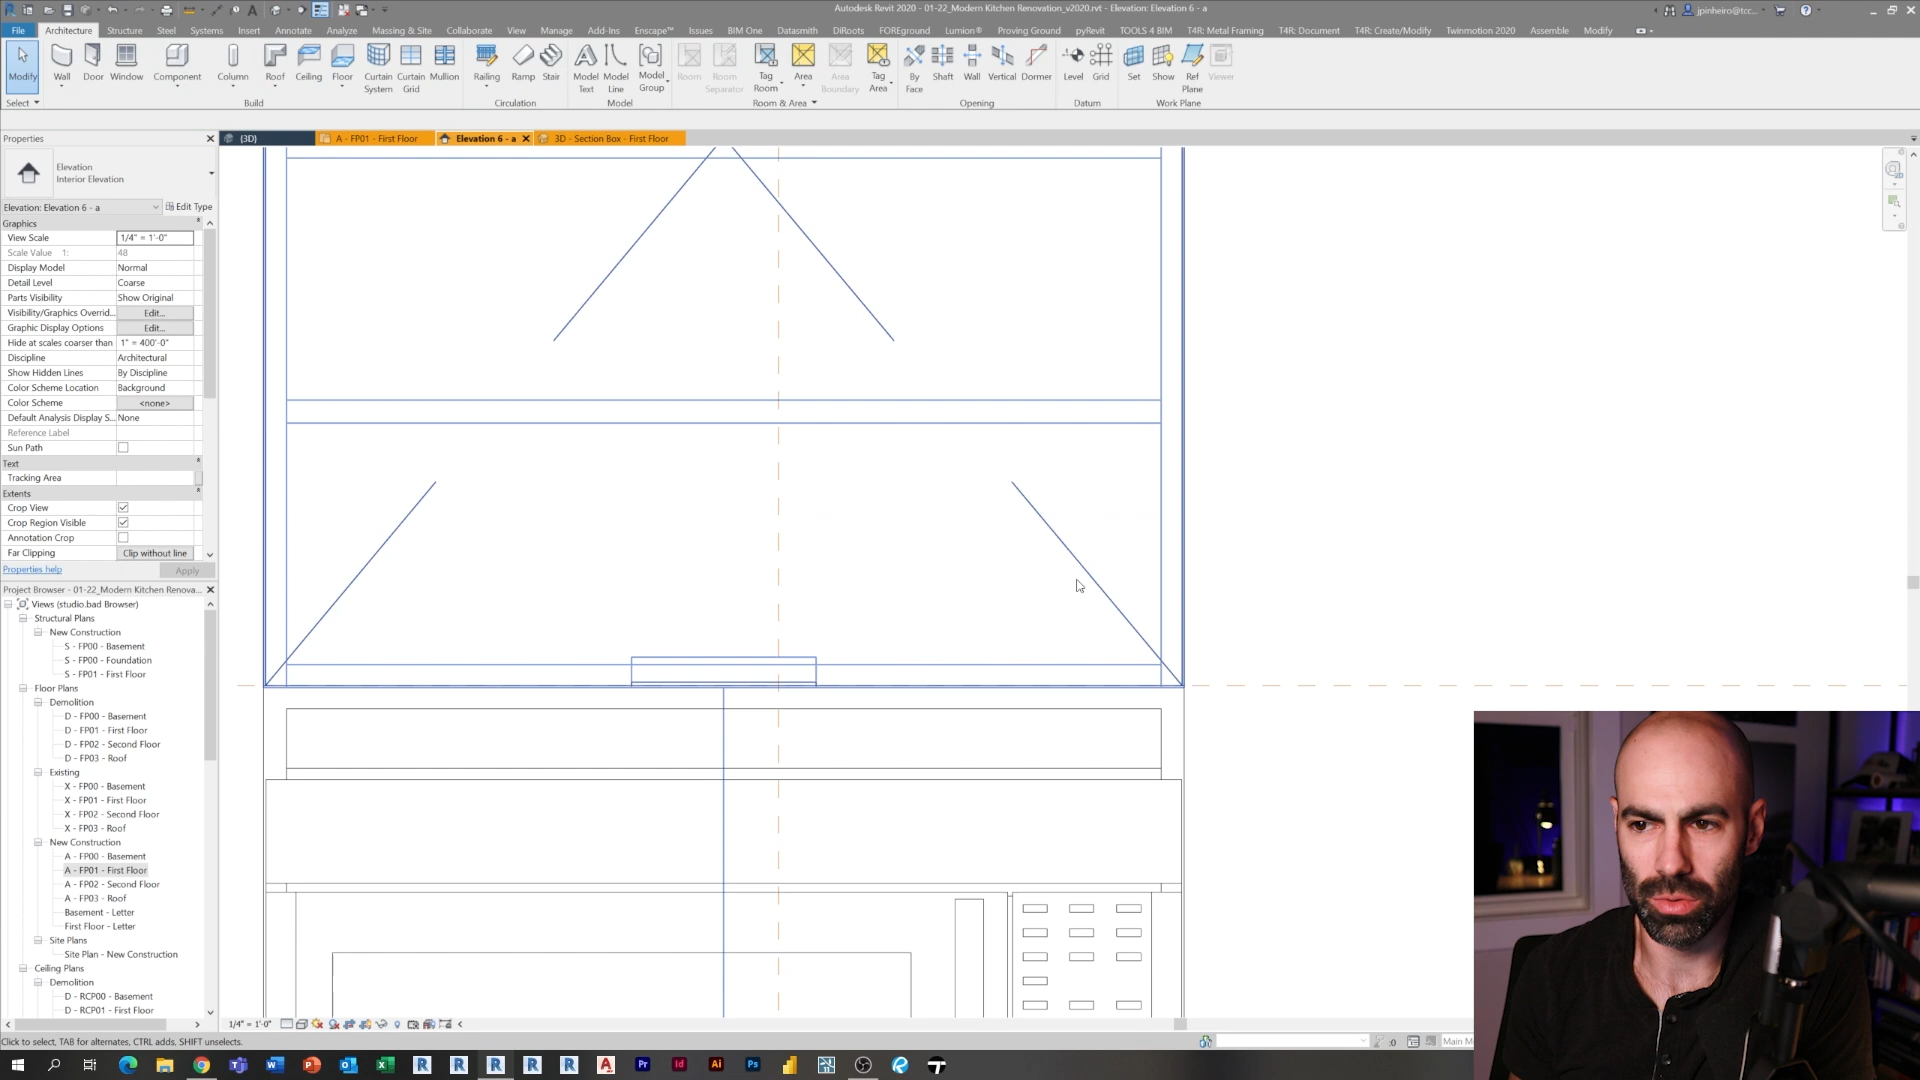 Autodesk Revit 2020 - 01-22_Modern Kitchen Renovation_v2020.rvt - Elevation: Elevation 6 - a
jpinheiro@tcc...
File Architecture Structure Steel Systems Insert Annotate Analyze Massing & Site Collaborate View Manage Add-Ins Enscape™ Issues BIM One Datasmith DiRoots FOREground Lumion® Proving Ground pyRevit TOOLS 4 BIM T4R: Metal Framing T4R: Document T4R: Create/Modify Twinmotion 2020 Assemble Modify
Modify Wall Door Window Component Column Roof Ceiling Floor Curtain System Curtain Grid Mullion Railing Ramp Stair Model Text Model Line Model Group Room Room Separator Tag Room Area Area Boundary Tag Area By Face Shaft Wall Vertical Dormer Level Grid Set Show Ref Plane Viewer
Select Build Circulation Model Room & Area Opening Datum Work Plane
Properties
{3D} A - FP01 - First Floor Elevation 6 - a 3D - Section Box - First Floor
Elevation
Interior Elevation
Elevation: Elevation 6 - a Edit Type
Graphics
View Scale 1/4" = 1'-0"
Scale Value 1: 48
Display Model Normal
Detail Level Coarse
Parts Visibility Show Original
Visibility/Graphics Overrid... Edit...
Graphic Display Options Edit...
Hide at scales coarser than 1" = 400'-0"
Discipline Architectural
Show Hidden Lines By Discipline
Color Scheme Location Background
Color Scheme <none>
Default Analysis Display S... None
Reference Label
Sun Path
Text
Tracking Area
Extents
Crop View
Crop Region Visible
Annotation Crop
Far Clipping Clip without line
Properties help Apply
Project Browser - 01-22_Modern Kitchen Renova...
Views (studio.bad Browser)
Structural Plans
New Construction
S - FP00 - Basement
S - FP00 - Foundation
S - FP01 - First Floor
Floor Plans
Demolition
D - FP00 - Basement
D - FP01 - First Floor
D - FP02 - Second Floor
D - FP03 - Roof
Existing
X - FP00 - Basement
X - FP01 - First Floor
X - FP02 - Second Floor
X - FP03 - Roof
New Construction
A - FP00 - Basement
A - FP01 - First Floor
A - FP02 - Second Floor
A - FP03 - Roof
Basement - Letter
First Floor - Letter
Site Plans
Site Plan - New Construction
Ceiling Plans
Demolition
D - RCP00 - Basement
D - RCP01 - First Floor
1/4" = 1'-0"
Click to select, TAB for alternates, CTRL adds, SHIFT unselects. :0 Main M